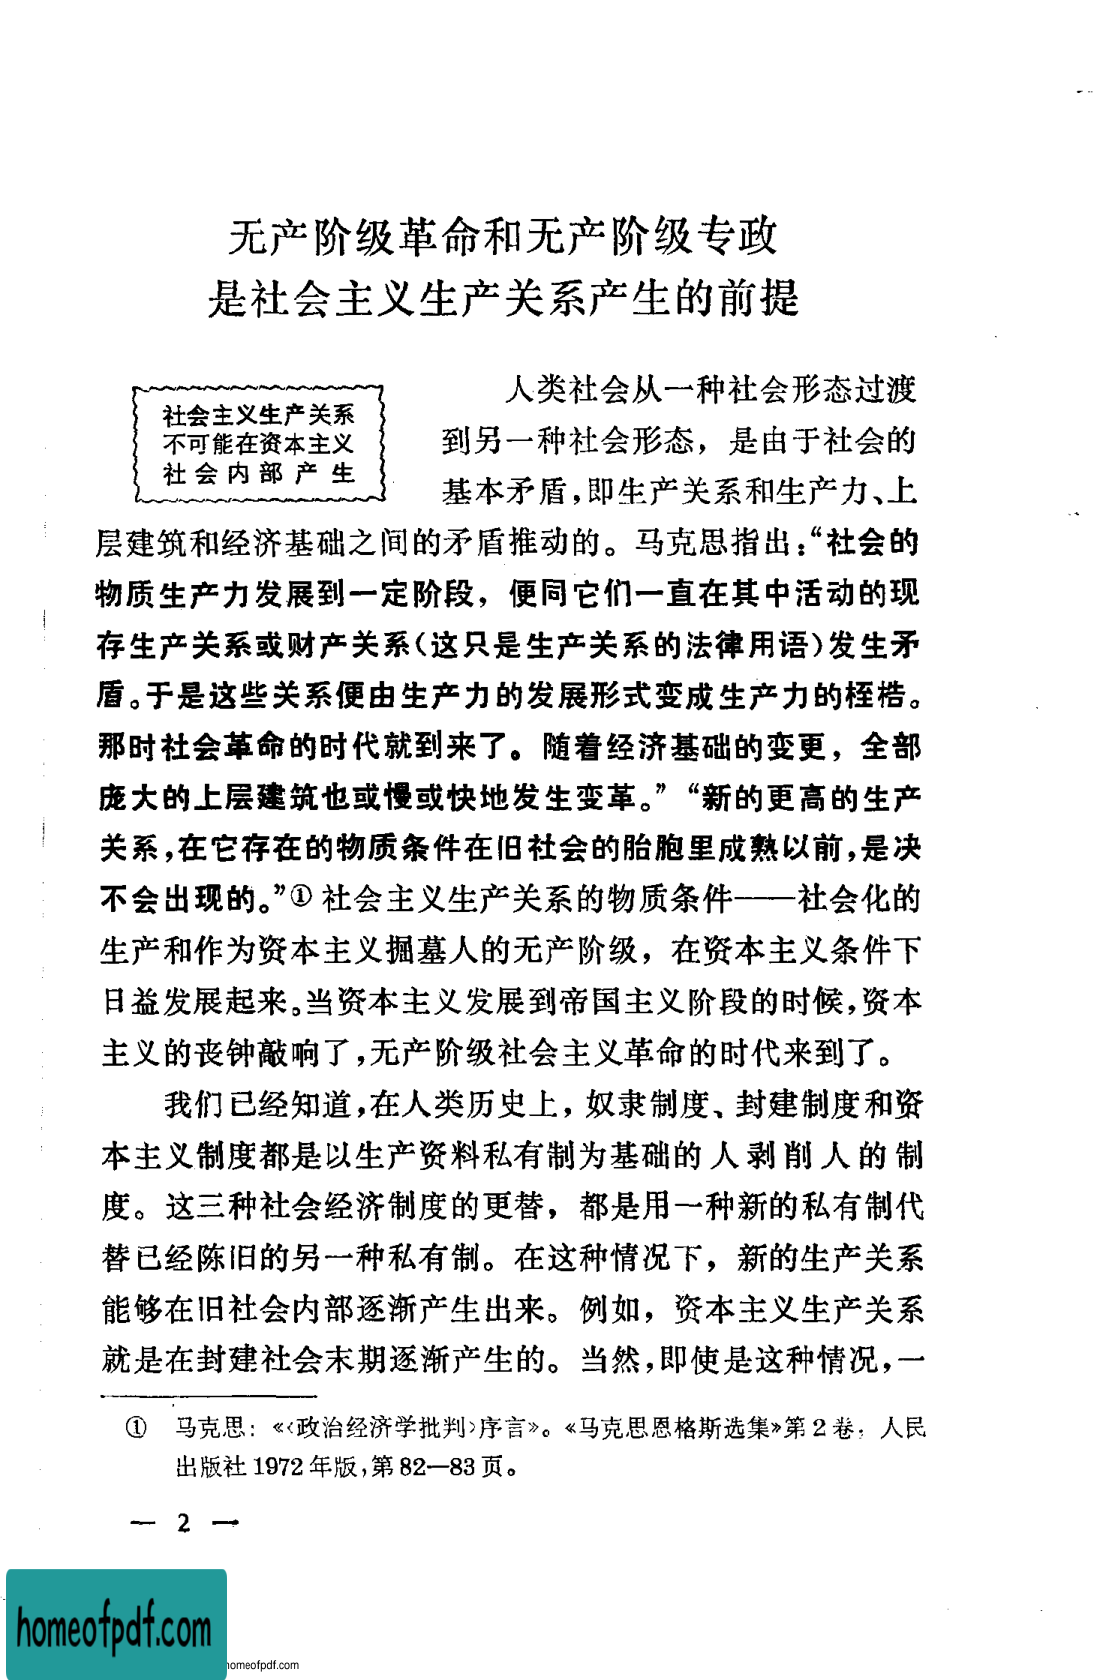 无产阶级革命和无产阶级专政
是社会主义生产关系产生的前提
社会主义生产关系
不可能在资本主义
社会内部产生
人类社会从一种社会形态过渡
到另一种社会形态，是由于社会的
基本矛盾，即生产关系和生产力、上
层建筑和经济基础之间的矛盾推动的。马克思指出：“社会的
物质生产力发展到一定阶段，便同它们一直在其中活动的现
存生产关系或财产关系（这只是生产关系的法律用语）发生矛
盾。于是这些关系便由生产力的发展形式变成生产力的桎梏。
那时社会革命的时代就到来了。随着经济基础的变更，全部
庞大的上层建筑也或慢或快地发生变革。”“新的更高的生产
关系，在它存在的物质条件在旧社会的胎胞里成熟以前，是决
不会出现的。”①社会主义生产关系的物质条件——社会化的
生产和作为资本主义掘墓人的无产阶级，在资本主义条件下
日益发展起来。当资本主义发展到帝国主义阶段的时候，资本
主义的丧钟敲响了，无产阶级社会主义革命的时代来到了。
我们已经知道，在人类历史上，奴隶制度、封建制度和资
本主义制度都是以生产资料私有制为基础的人剥削人的制
度。这三种社会经济制度的更替，都是用一种新的私有制代
替已经陈旧的另一种私有制。在这种情况下，新的生产关系
能够在旧社会内部逐渐产生出来。例如，资本主义生产关系
就是在封建社会末期逐渐产生的。当然，即使是这种情况，一
① 马克思：《〈政治经济学批判〉序言》。《马克思恩格斯选集》第2卷，人民
出版社1972年版，第82—83页。
— 2 —
homeofpdf.com
homeofpdf.com